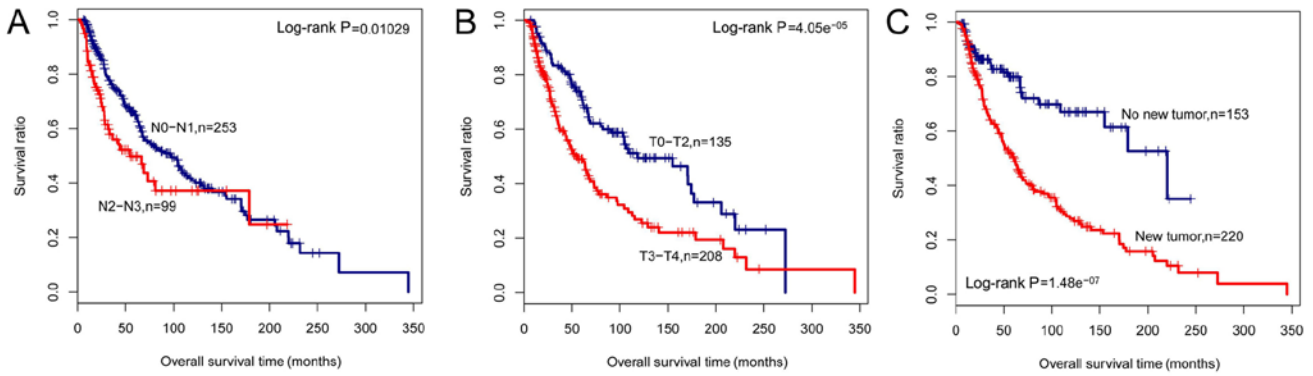 A
Log-rank P=0.01029
1.0
0.8
0.6
0.4
0.2
0.0
Survival ratio
N0-N1,n=253
N2-N3,n=99
0 50 100 150 200 250 300 350
Overall survival time (months)
B
Log-rank P=4.05e⁻⁰⁵
1.0
0.8
0.6
0.4
0.2
0.0
Survival ratio
T0-T2,n=135
T3-T4,n=208
0 50 100 150 200 250 300 350
Overall survival time (months)
C
1.0
0.8
0.6
0.4
0.2
0.0
Survival ratio
No new tumor,n=153
New tumor,n=220
Log-rank P=1.48e⁻⁰⁷
0 50 100 150 200 250 300 350
Overall survival time (months)